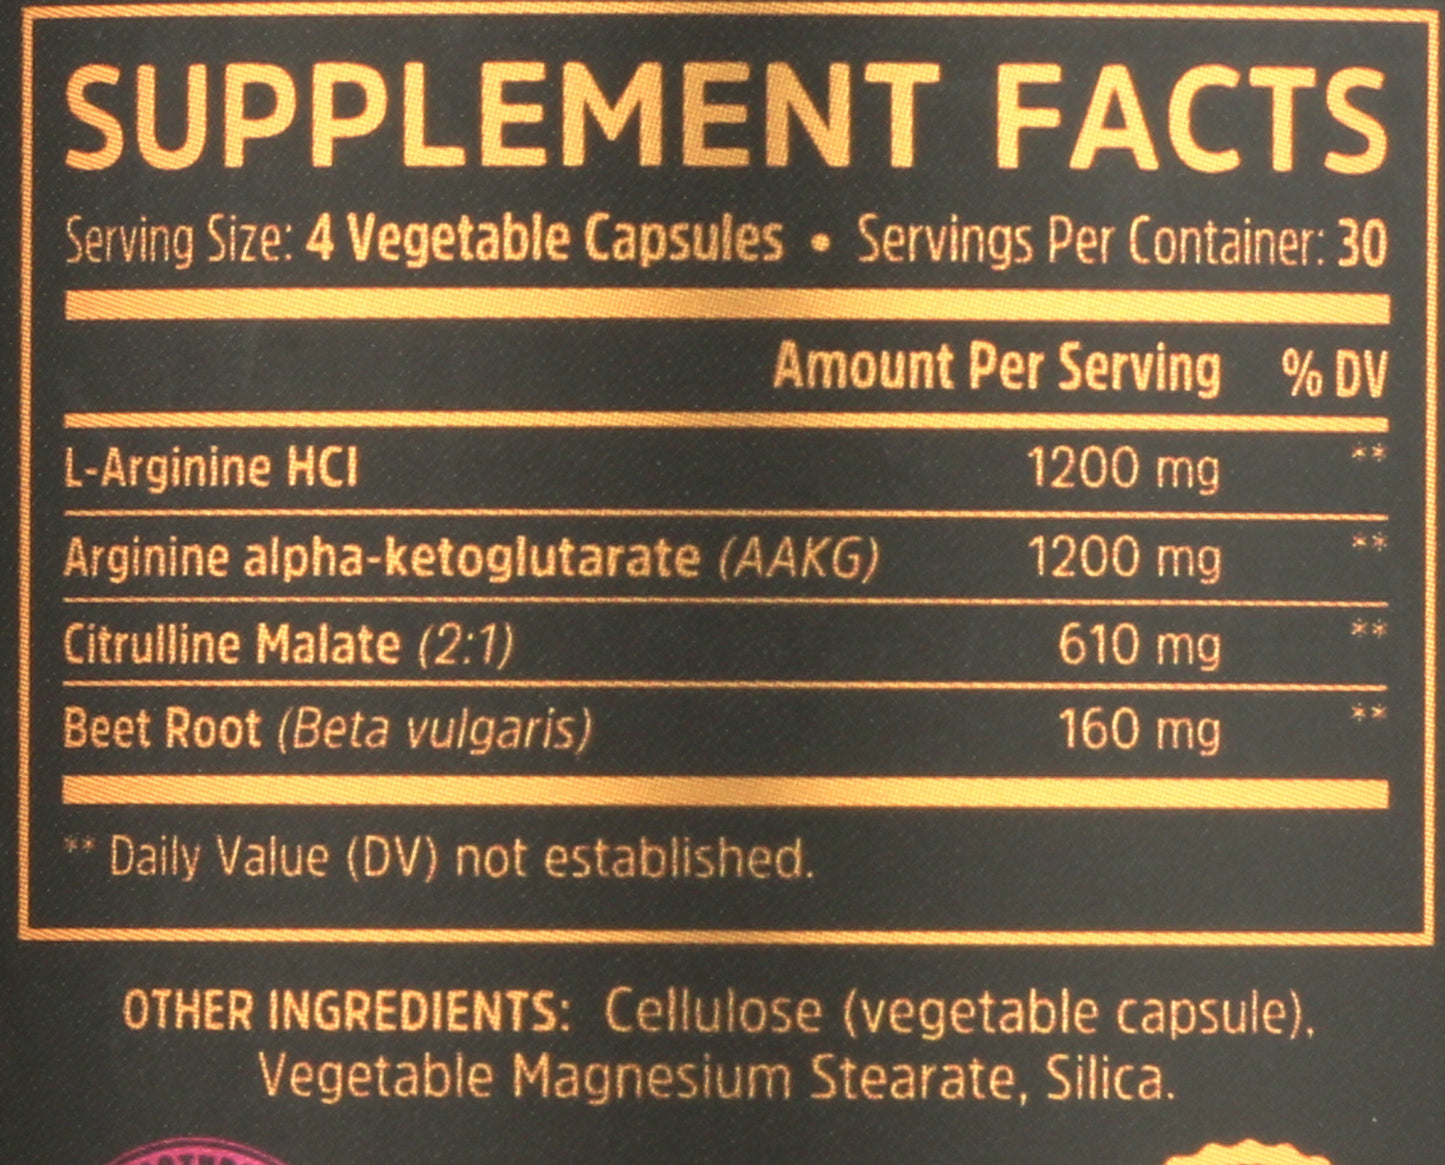 SUPPLEMENT FACTS
Serving Size: 4 Vegetable Capsules • Servings Per Container: 30
Amount Per Serving % DV
L-Arginine HCl 1200 mg **
Arginine alpha-ketoglutarate (AAKG) 1200 mg **
Citrulline Malate (2:1) 610 mg **
Beet Root (Beta vulgaris) 160 mg **
** Daily Value (DV) not established.
OTHER INGREDIENTS: Cellulose (vegetable capsule),
Vegetable Magnesium Stearate, Silica.